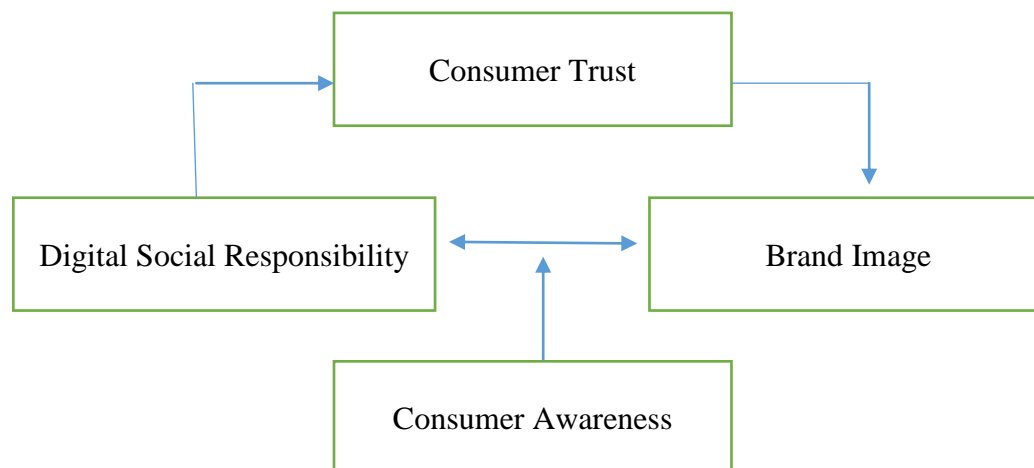 Consumer Trust
Digital Social Responsibility
Brand Image
Consumer Awareness